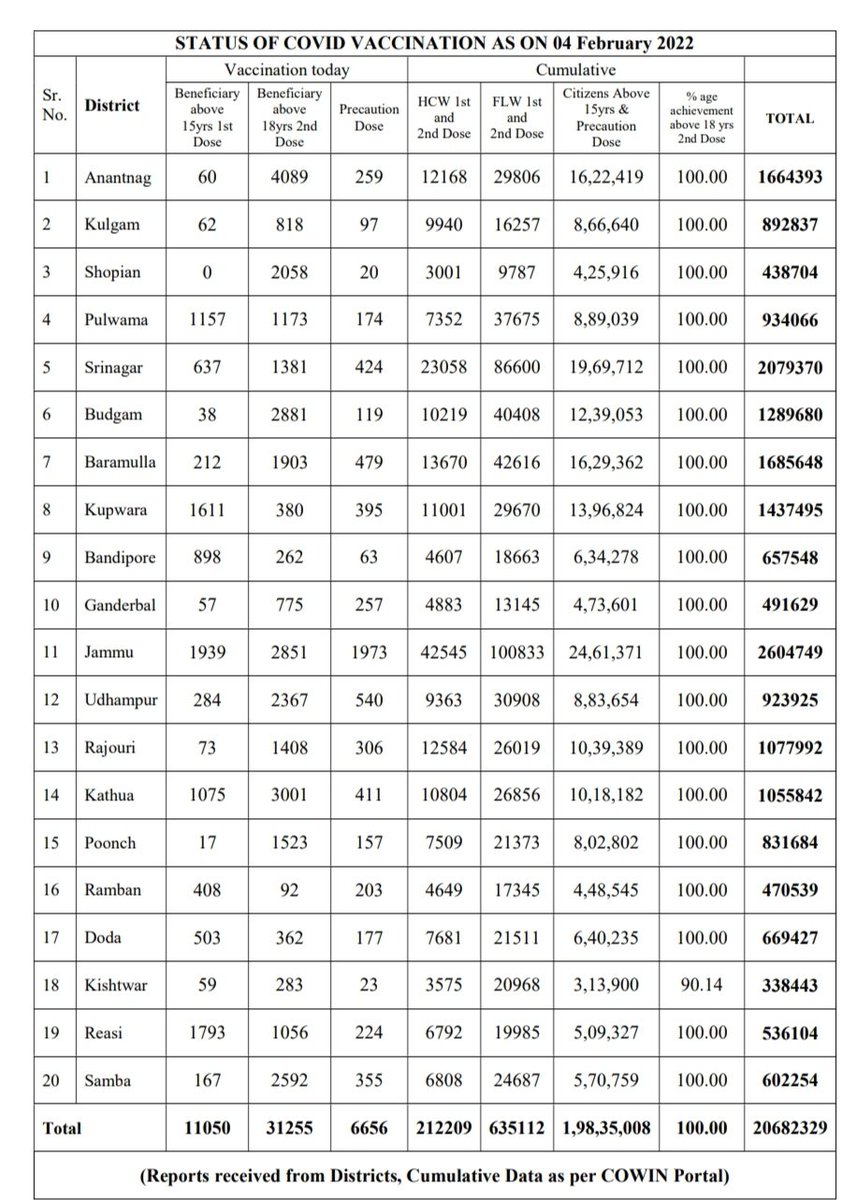 STATUS OF COVID VACCINATION AS ON 04 February 2022
Vaccination today Cumulative
Sr. No. District Beneficiary above 15yrs 1st Dose Beneficiary above 18yrs 2nd Dose Precaution Dose HCW 1st and 2nd Dose FLW 1st and 2nd Dose Citizens Above 15yrs & Precaution Dose % age achievement above 18 yrs 2nd Dose TOTAL
1 Anantnag 60 4089 259 12168 29806 16,22,419 100.00 1664393
2 Kulgam 62 818 97 9940 16257 8,66,640 100.00 892837
3 Shopian 0 2058 20 3001 9787 4,25,916 100.00 438704
4 Pulwama 1157 1173 174 7352 37675 8,89,039 100.00 934066
5 Srinagar 637 1381 424 23058 86600 19,69,712 100.00 2079370
6 Budgam 38 2881 119 10219 40408 12,39,053 100.00 1289680
7 Baramulla 212 1903 479 13670 42616 16,29,362 100.00 1685648
8 Kupwara 1611 380 395 11001 29670 13,96,824 100.00 1437495
9 Bandipore 898 262 63 4607 18663 6,34,278 100.00 657548
10 Ganderbal 57 775 257 4883 13145 4,73,601 100.00 491629
11 Jammu 1939 2851 1973 42545 100833 24,61,371 100.00 2604749
12 Udhampur 284 2367 540 9363 30908 8,83,654 100.00 923925
13 Rajouri 73 1408 306 12584 26019 10,39,389 100.00 1077992
14 Kathua 1075 3001 411 10804 26856 10,18,182 100.00 1055842
15 Poonch 17 1523 157 7509 21373 8,02,802 100.00 831684
16 Ramban 408 92 203 4649 17345 4,48,545 100.00 470539
17 Doda 503 362 177 7681 21511 6,40,235 100.00 669427
18 Kishtwar 59 283 23 3575 20968 3,13,900 90.14 338443
19 Reasi 1793 1056 224 6792 19985 5,09,327 100.00 536104
20 Samba 167 2592 355 6808 24687 5,70,759 100.00 602254
Total 11050 31255 6656 212209 635112 1,98,35,008 100.00 20682329
(Reports received from Districts, Cumulative Data as per COWIN Portal)